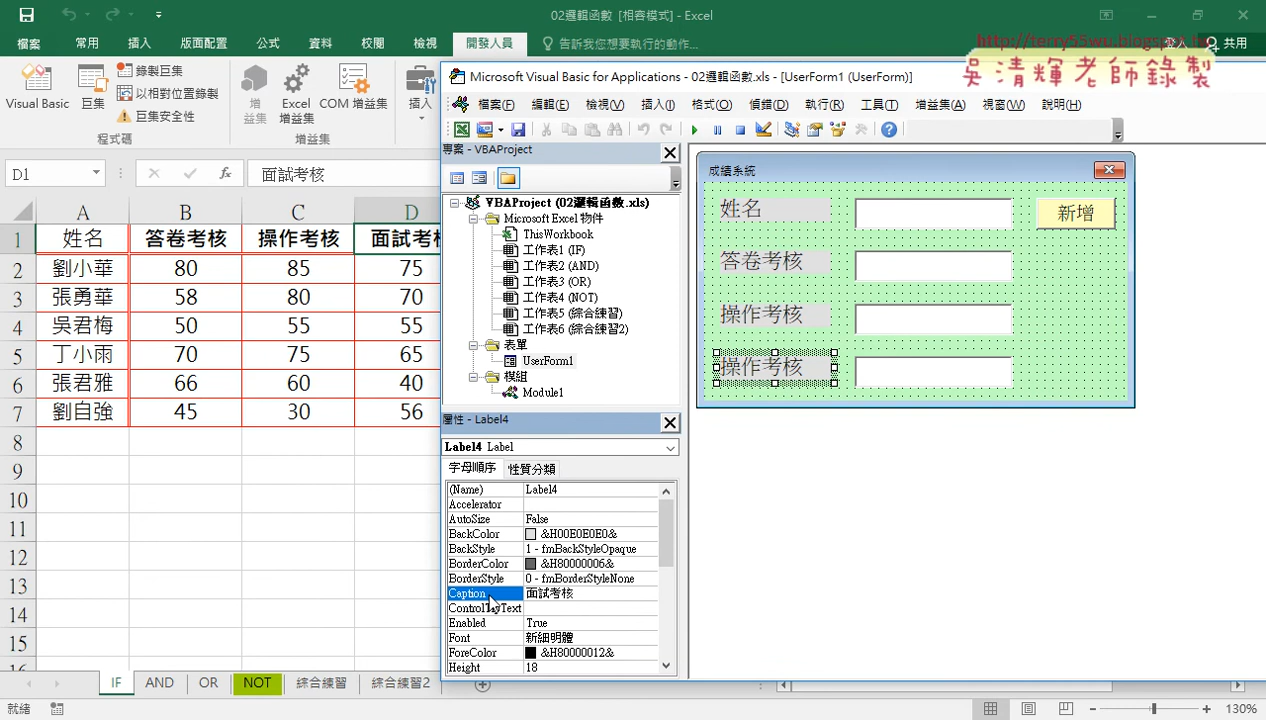 02邏輯函數 [相容模式] - Excel
檔案 常用 插入 版面配置 公式 資料 校閱 檢視 開發人員 告訴我您想要執行的動作... 登入 共用
http://terry55wu.blogspot.tw
吳清輝老師錄製
Visual Basic 巨集 錄製巨集 以相對位置錄製 巨集安全性 增益集 Excel 增益集 COM 增益集 插入
程式碼 增益集
D1 fx 面試考核
A B C D
1 姓名 答卷考核 操作考核 面試考核
2 劉小華 80 85 75
3 張勇華 58 80 70
4 吳君梅 50 55 55
5 丁小雨 70 75 65
6 張君雅 66 60 40
7 劉自強 45 30 56
8
9
10
11
12
13
14
15
16
IF AND OR NOT 綜合練習 綜合練習2
就緒 130%
Microsoft Visual Basic for Applications - 02邏輯函數.xls - [UserForm1 (UserForm)]
檔案(F) 編輯(E) 檢視(V) 插入(I) 格式(O) 偵錯(D) 執行(R) 工具(T) 增益集(A) 視窗(W) 說明(H)
專案 - VBAProject
VBAProject (02邏輯函數.xls)
Microsoft Excel 物件
ThisWorkbook
工作表1 (IF)
工作表2 (AND)
工作表3 (OR)
工作表4 (NOT)
工作表5 (綜合練習)
工作表6 (綜合練習2)
表單
UserForm1
模組
Module1
屬性 - Label4
Label4 Label
字母順序 性質分類
(Name) Label4
Accelerator
AutoSize False
BackColor &H00E0E0E0&
BackStyle 1 - fmBackStyleOpaque
BorderColor &H80000006&
BorderStyle 0 - fmBorderStyleNone
Caption 面試考核
ControlTipText
Enabled True
Font 新細明體
ForeColor &H80000012&
Height 18
成績系統
姓名 新增
答卷考核
操作考核
操作考核